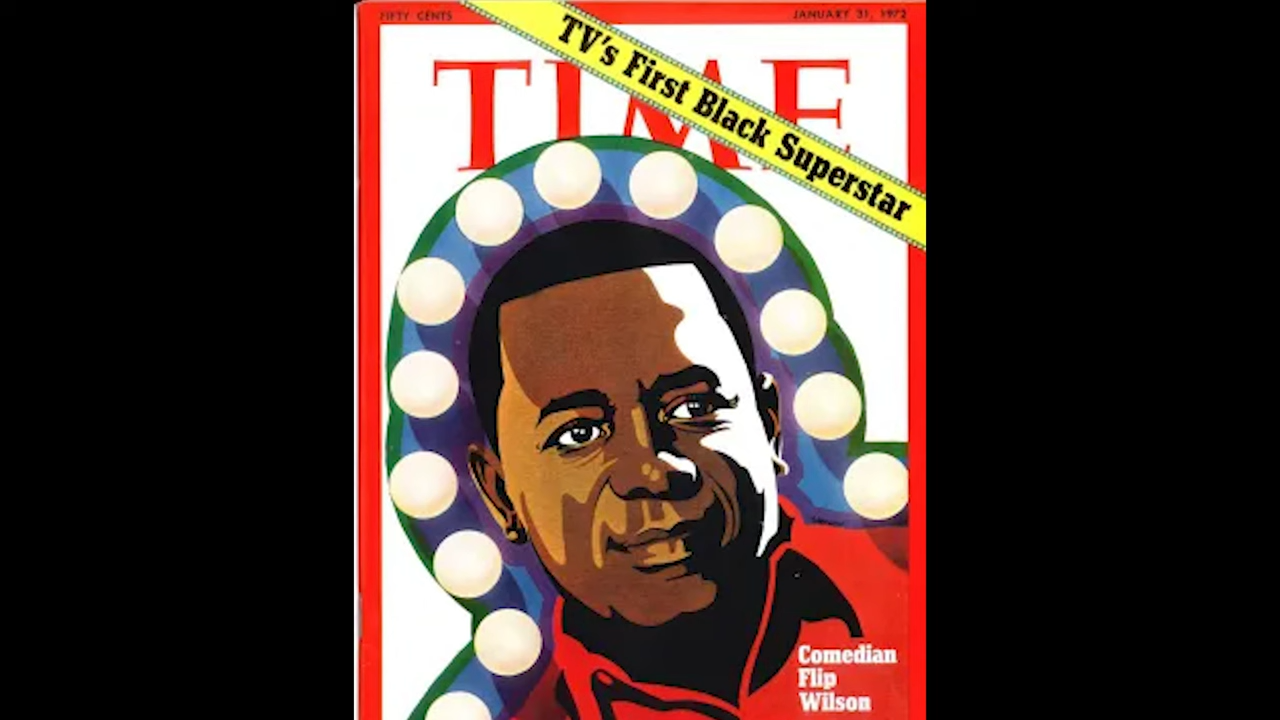 FIFTY CENTS
JANUARY 31, 1972
TV's First Black Superstar
TIME
Comedian
Flip
Wilson